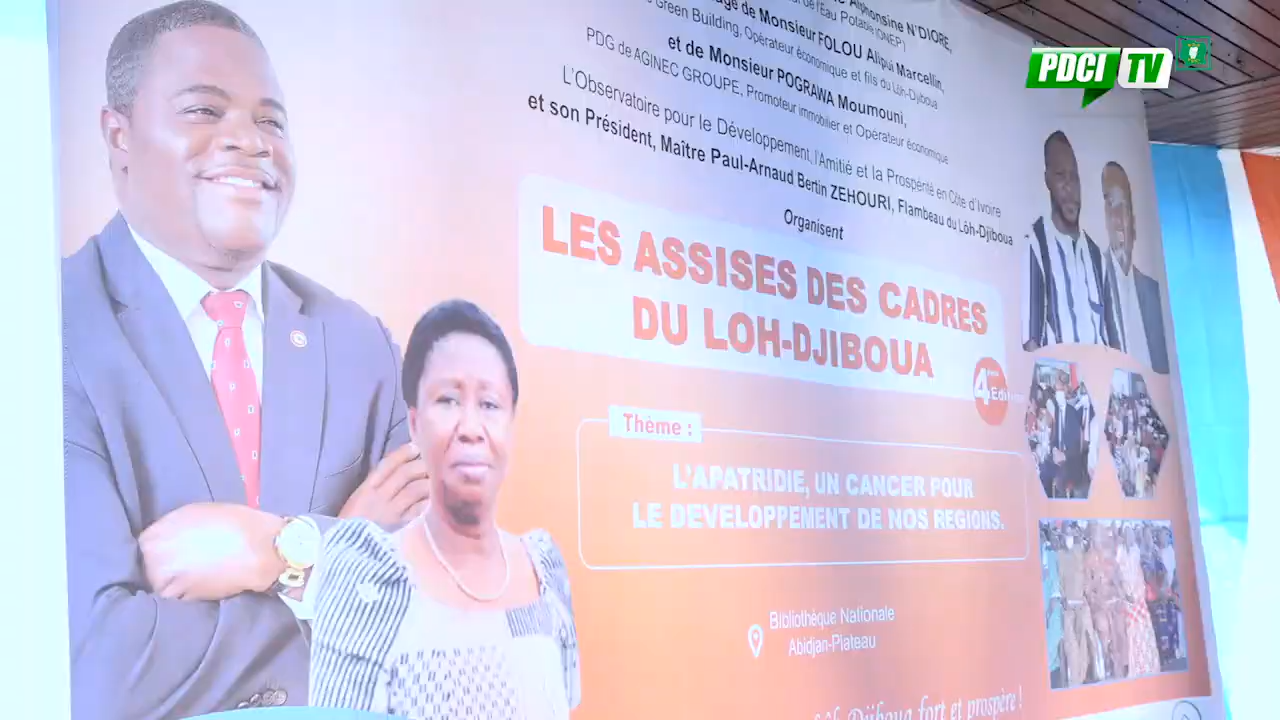 Alphonsine N'DIORE,
de l'Eau Potable (ONEP)
de Monsieur FOLOU Aliqui Marcellin,
Green Building, Opérateur économique et fils du Lôh-Djiboua
et de Monsieur POGRAWA Moumouni,
PDG de AGINEC GROUPE, Promoteur immobilier et Opérateur économique
L'Observatoire pour le Développement, l'Amitié et la Prospérité en Côte d'Ivoire
et son Président, Maître Paul-Arnaud Bertin ZEHOURI, Flambeau du Lôh-Djiboua
Organisent
LES ASSISES DES CADRES
DU LOH-DJIBOUA
4ème Edition
Thème :
L'APATRIDIE, UN CANCER POUR
LE DEVELOPPEMENT DE NOS REGIONS.
Bibliothèque Nationale
Abidjan-Plateau
Djiboua fort et prospère !
PDCI TV